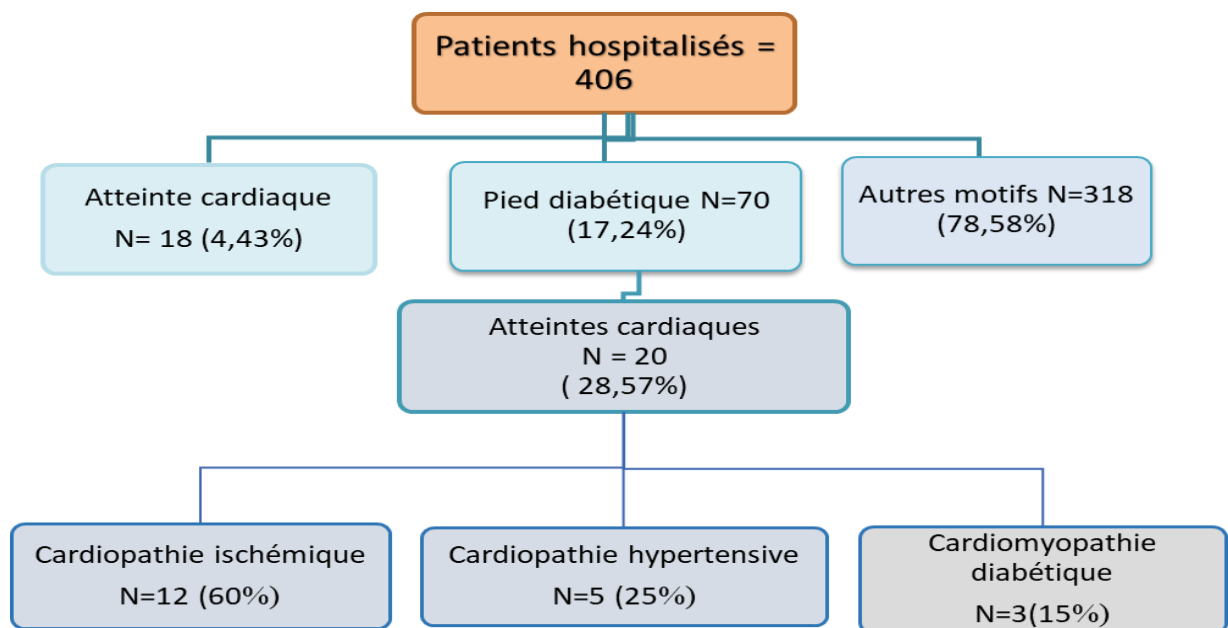 Patients hospitalisés =
406
Atteinte cardiaque
N= 18 (4,43%)
Pied diabétique N=70
(17,24%)
Autres motifs N=318
(78,58%)
Atteintes cardiaques
N = 20
( 28,57%)
Cardiopathie ischémique
N=12 (60%)
Cardiopathie hypertensive
N=5 (25%)
Cardiomyopathie
diabétique
N=3(15%)